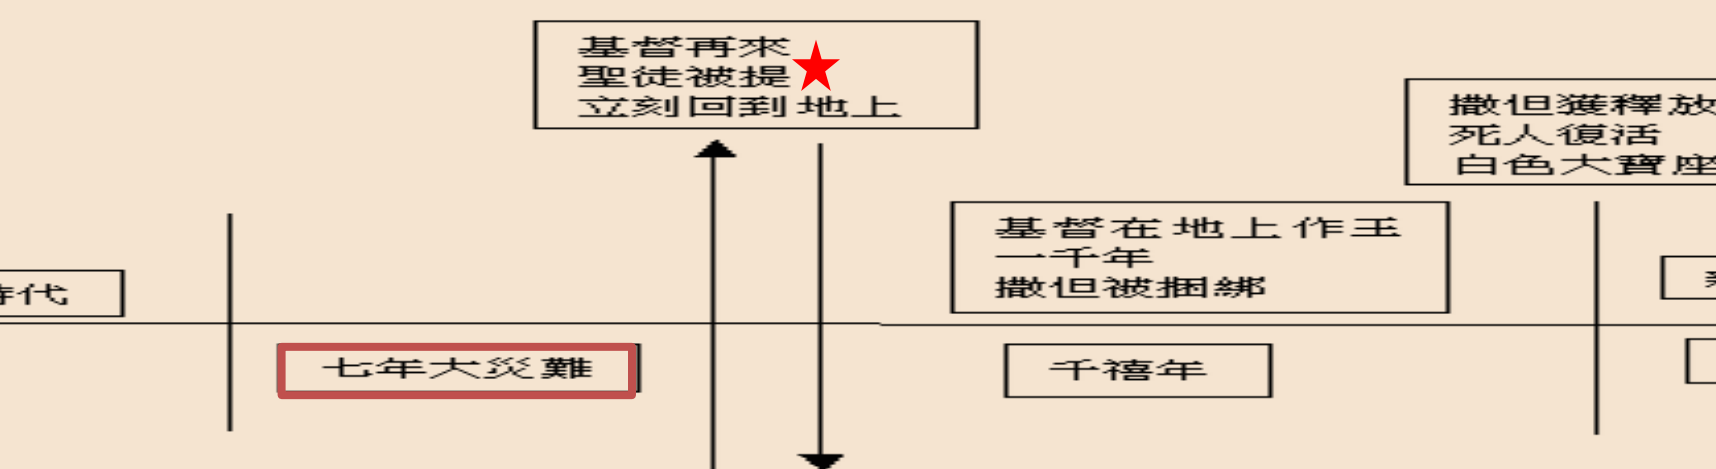 基督再來
聖徒被提
立刻回到地上
撒但獲釋放
死人復活
白色大寶座
基督在地上作王
一千年
撒但被捆綁
時代
七年大災難
千禧年